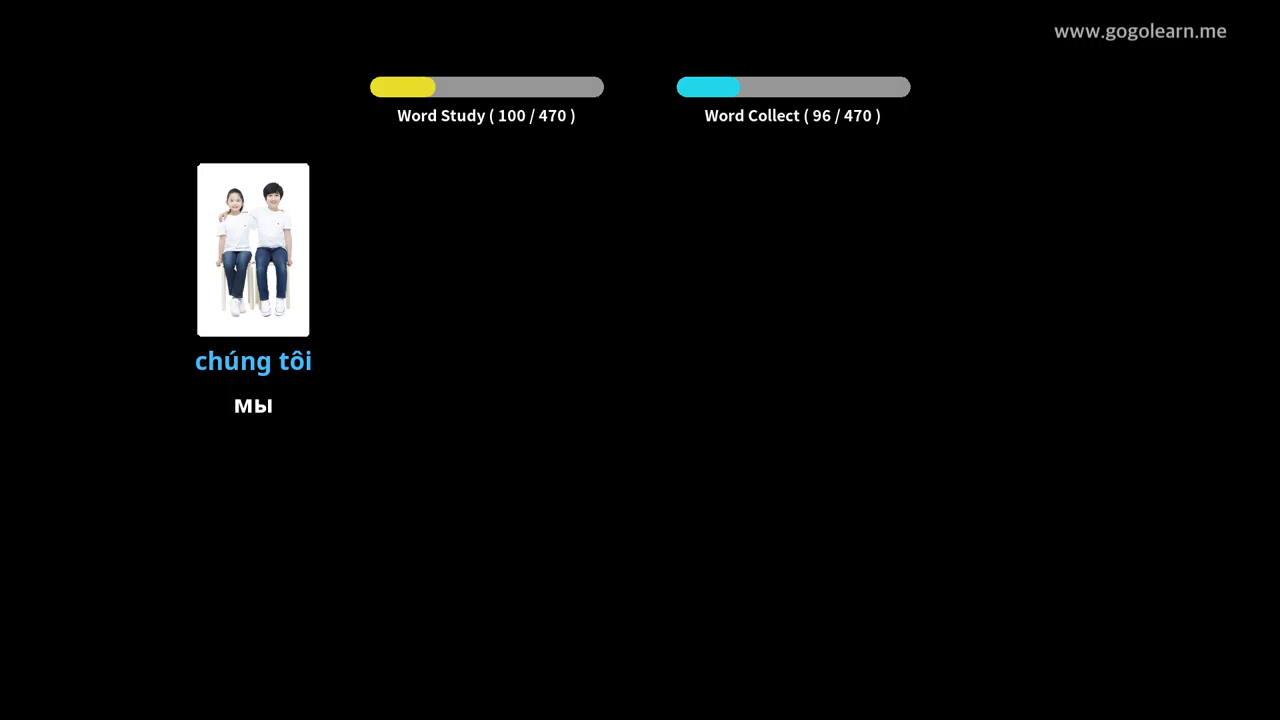 www.gogolearn.me
Word Study ( 100 / 470 )
Word Collect ( 96 / 470 )
chúng tôi
мы